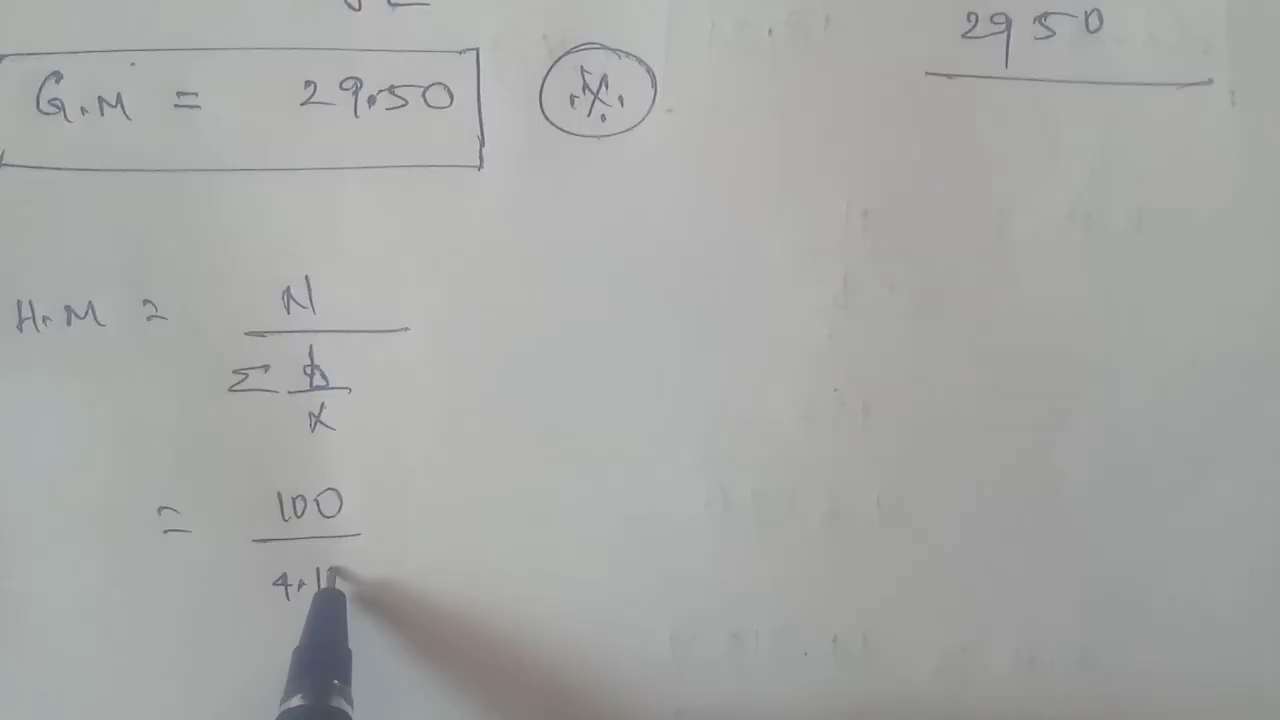 29 50
G.M = 29.50
H.M = N
Σ f
x
= 100
4.1